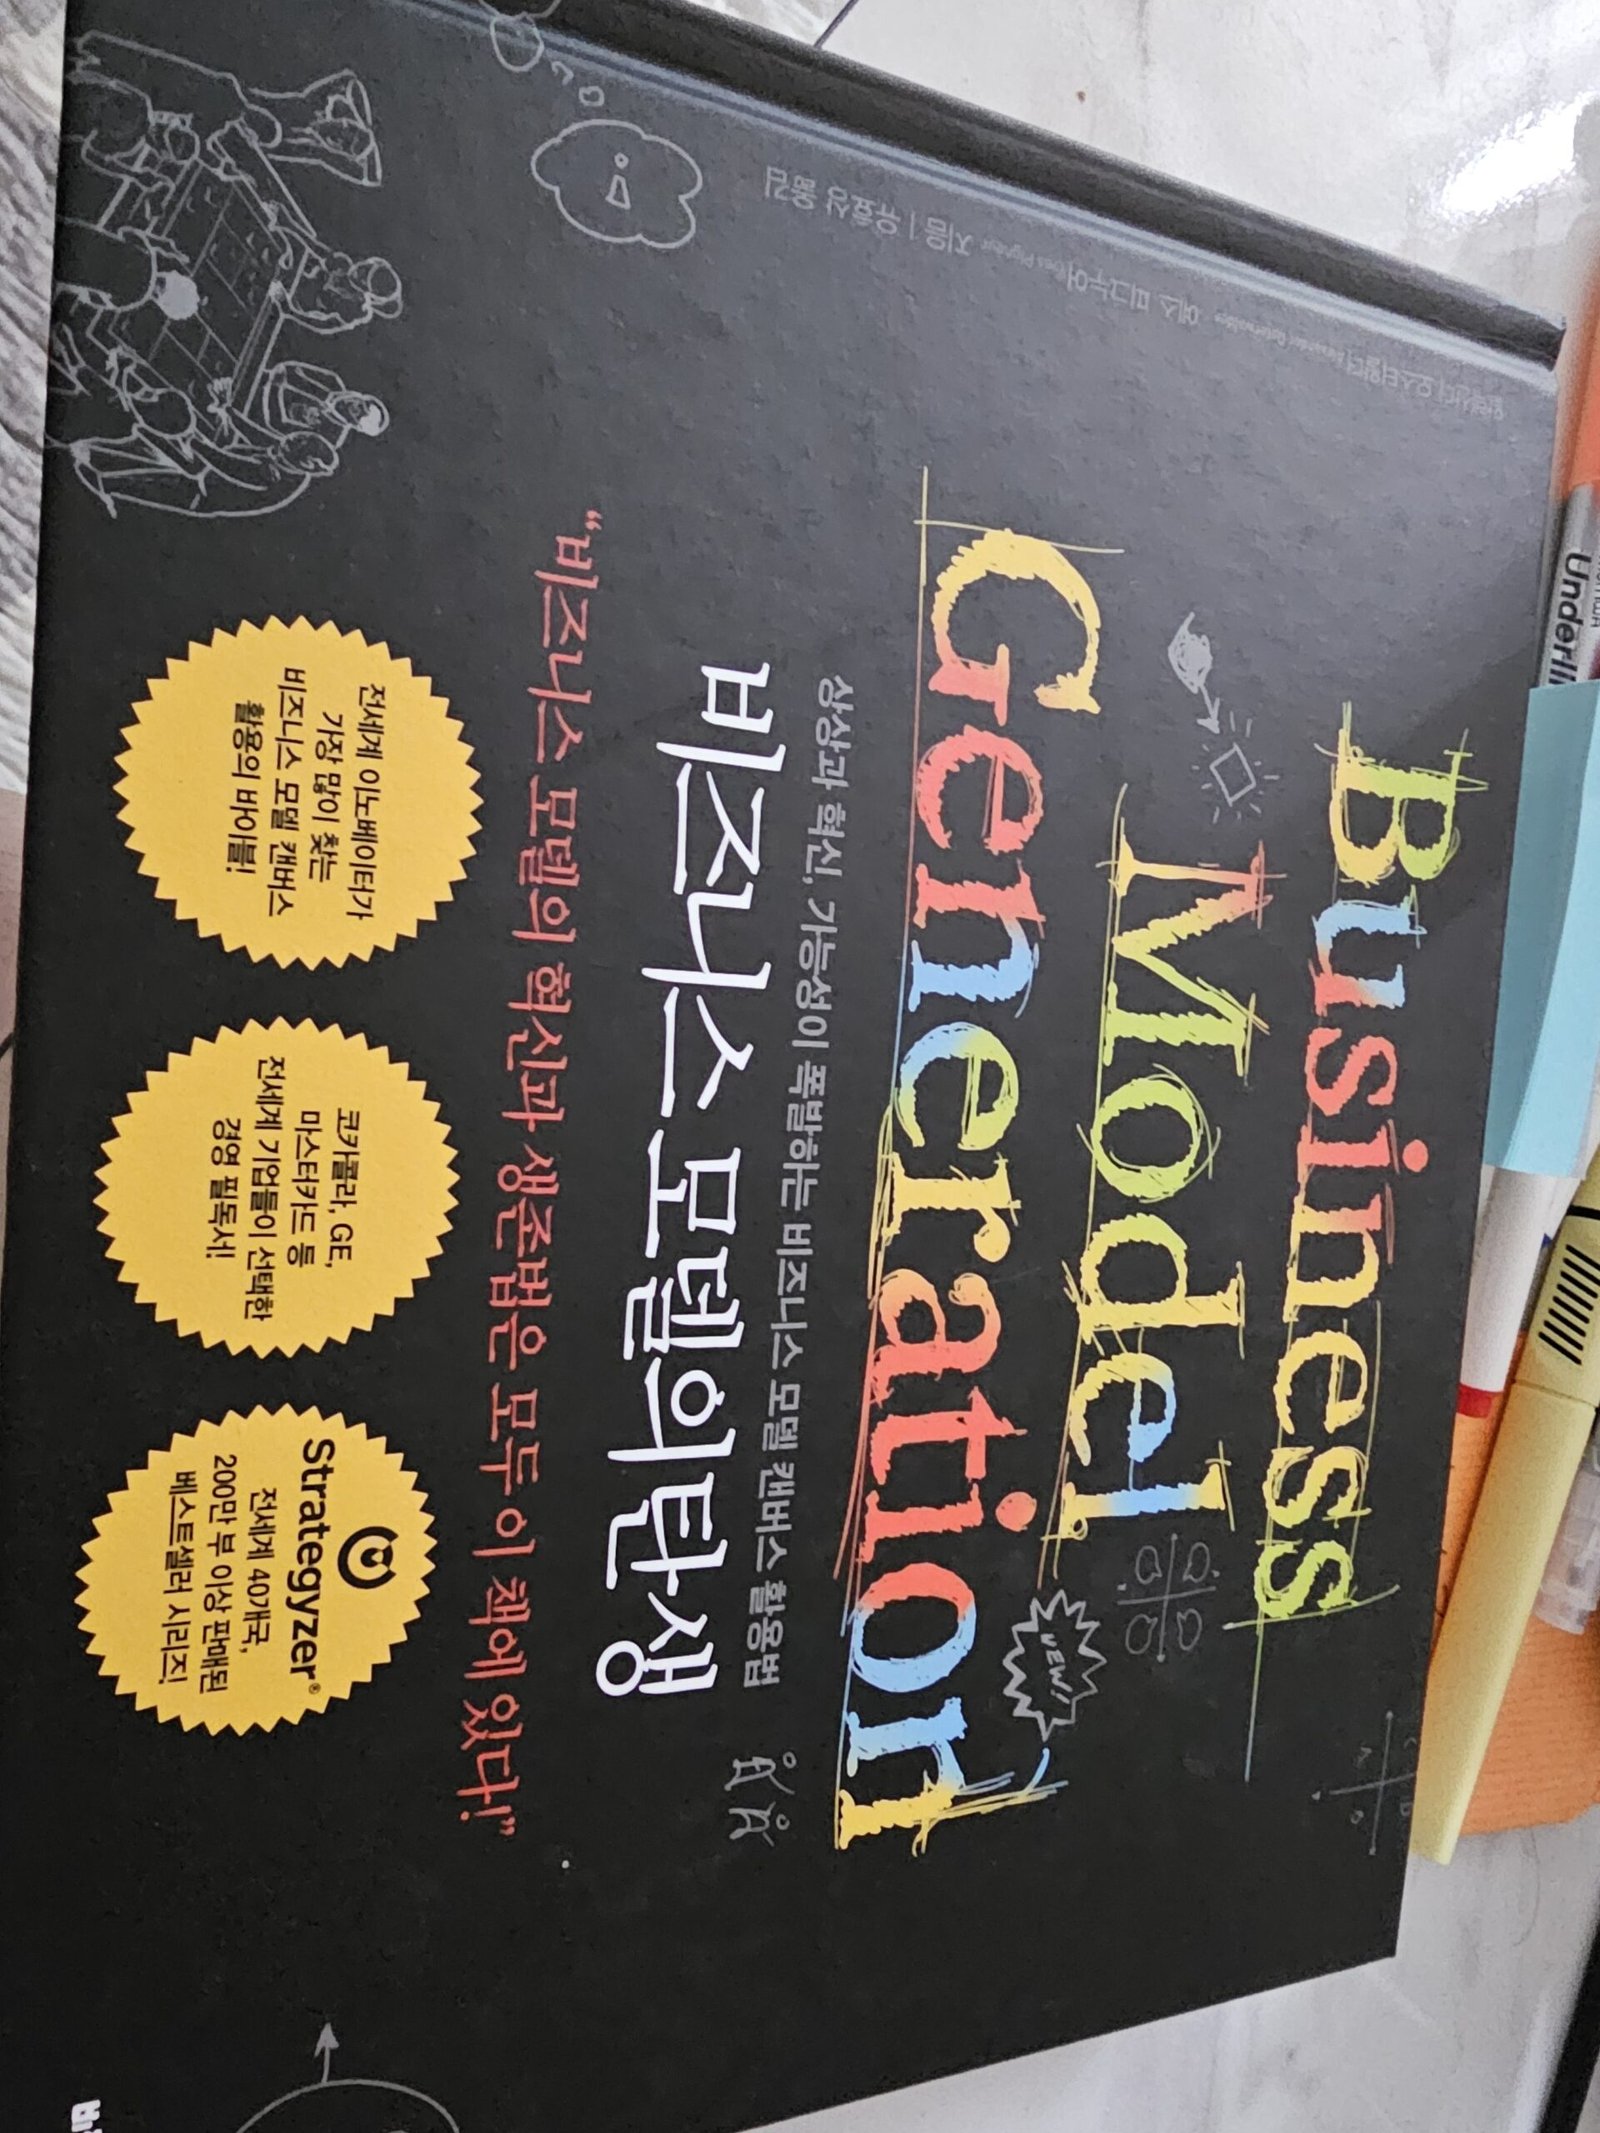 Business
Model
Generation
NEW!
상상과 혁신, 가능성이 폭발하는 비즈니스 모델 캔버스 활용법
비즈니스 모델의 탄생
“비즈니스 모델의 혁신과 생존법은 모두 이 책에 있다!”
전세계 이노베이터가
가장 많이 찾는
비즈니스 모델 캔버스
활용의 바이블!
코카콜라, GE,
마스터카드 등
전세계 기업들이 선택한
경영 필독서!
Strategyzer®
전세계 40개국,
200만 부 이상 판매된
베스트셀러 시리즈!
알렉산더 오스터왈더 Alexander Osterwalder · 예스 피그누어 Yves Pigneur 지음 | 유효상 옮김